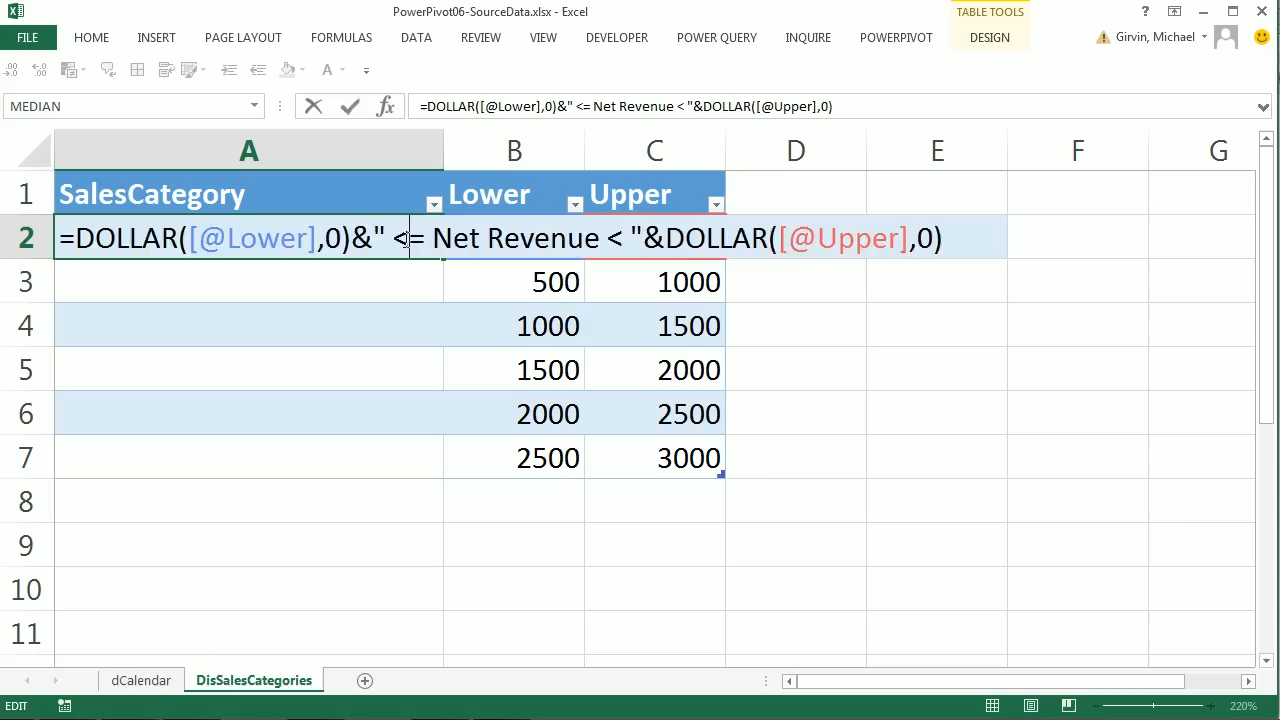 PowerPivot06-SourceData.xlsx - Excel
TABLE TOOLS
?
FILE HOME INSERT PAGE LAYOUT FORMULAS DATA REVIEW VIEW DEVELOPER POWER QUERY INQUIRE POWERPIVOT DESIGN Girvin, Michael
MEDIAN
fx
=DOLLAR([@Lower],0)&" <= Net Revenue < "&DOLLAR([@Upper],0)
A B C D E F G
1 SalesCategory Lower Upper
2 =DOLLAR([@Lower],0)&" <= Net Revenue < "&DOLLAR([@Upper],0)
3 500 1000
4 1000 1500
5 1500 2000
6 2000 2500
7 2500 3000
8
9
10
11
dCalendar DisSalesCategories
EDIT 220%